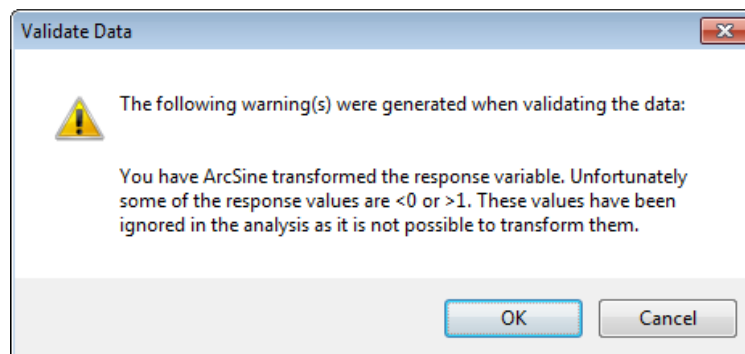 Validate Data
The following warning(s) were generated when validating the data:
You have ArcSine transformed the response variable. Unfortunately
some of the response values are <0 or >1. These values have been
ignored in the analysis as it is not possible to transform them.
OK
Cancel